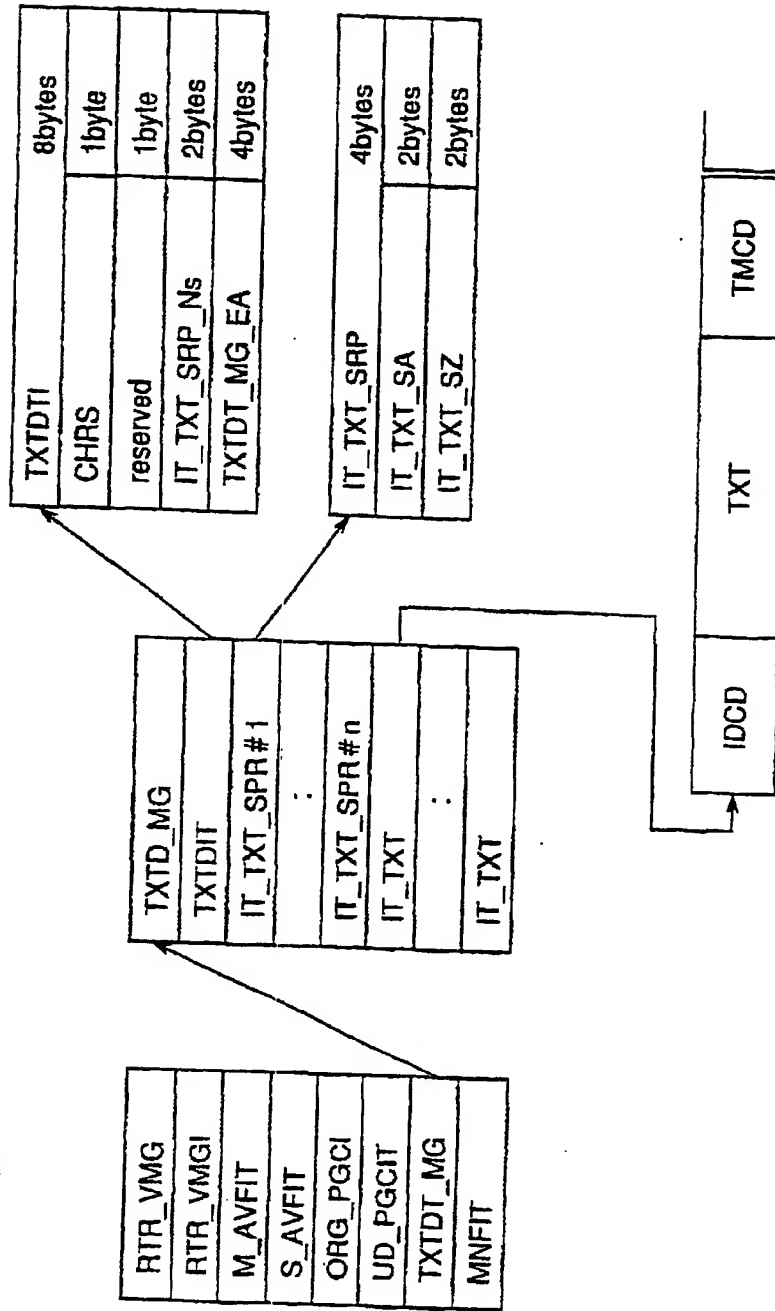 RTR_VMG
RTR_VMGI
M_AVFIT
S_AVFIT
ORG_PGCI
UD_PGCIT
TXTDT_MG
MNFIT
TXTD_MG
TXTDIT
IT_TXT_SPR#1
:
IT_TXT_SPR#n
IT_TXT
:
IT_TXT
TXTDTI 8bytes
CHRS 1byte
reserved 1byte
IT_TXT_SRP_Ns 2bytes
TXTDT_MG_EA 4bytes
IT_TXT_SRP 4bytes
IT_TXT_SA 2bytes
IT_TXT_SZ 2bytes
IDCD TXT TMCD